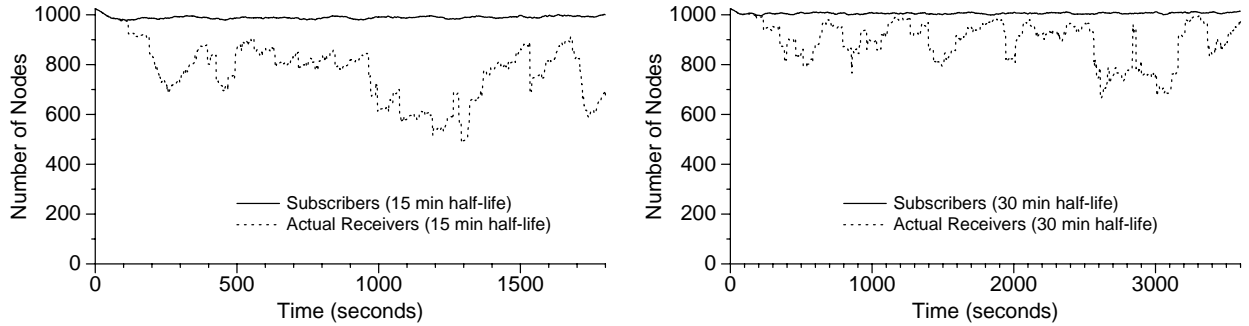 Number of Nodes
1000
800
600
400
200
0
Subscribers (15 min half-life)
Actual Receivers (15 min half-life)
0 500 1000 1500
Time (seconds)
Number of Nodes
1000
800
600
400
200
0
Subscribers (30 min half-life)
Actual Receivers (30 min half-life)
0 1000 2000 3000
Time (seconds)